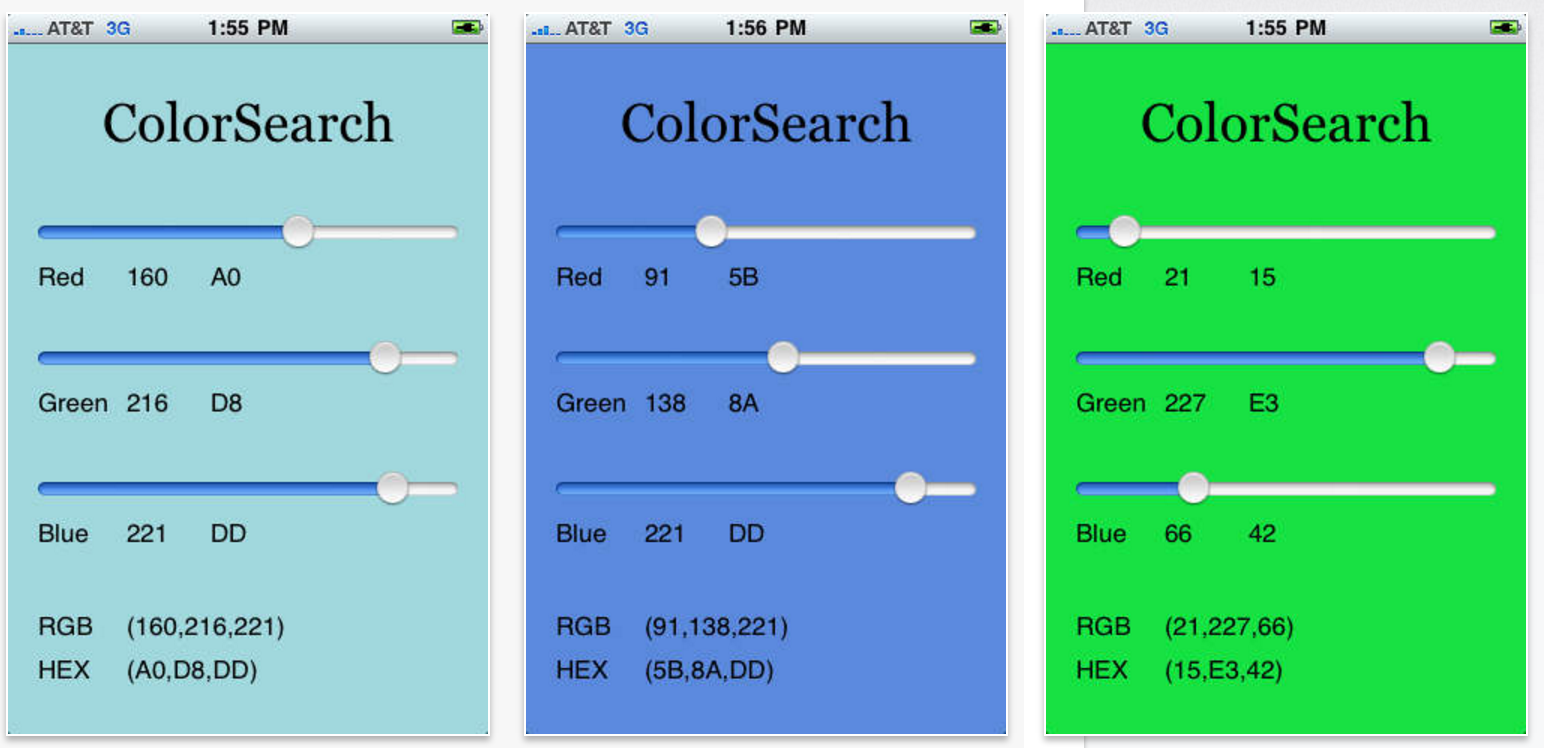 AT&T 3G 1:55 PM
ColorSearch
Red 160 A0
Green 216 D8
Blue 221 DD
RGB (160,216,221)
HEX (A0,D8,DD)
AT&T 3G 1:56 PM
ColorSearch
Red 91 5B
Green 138 8A
Blue 221 DD
RGB (91,138,221)
HEX (5B,8A,DD)
AT&T 3G 1:55 PM
ColorSearch
Red 21 15
Green 227 E3
Blue 66 42
RGB (21,227,66)
HEX (15,E3,42)